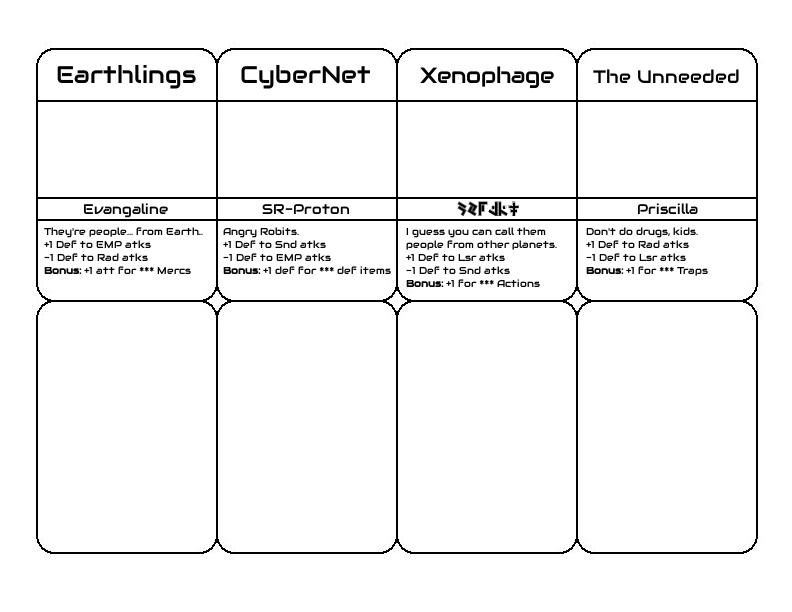 Earthlings
CyberNet
Xenophage
The Unneeded
Evangaline
SR-Proton
Priscilla
They're people... from Earth..
+1 Def to EMP atks
-1 Def to Rad atks
Bonus: +1 att for *** Mercs
Angry Robits.
+1 Def to Snd atks
-1 Def to EMP atks
Bonus: +1 def for *** def items
I guess you can call them
people from other planets.
+1 Def to Lsr atks
-1 Def to Snd atks
Bonus: +1 for *** Actions
Don't do drugs, kids.
+1 Def to Rad atks
-1 Def to Lsr atks
Bonus: +1 for *** Traps